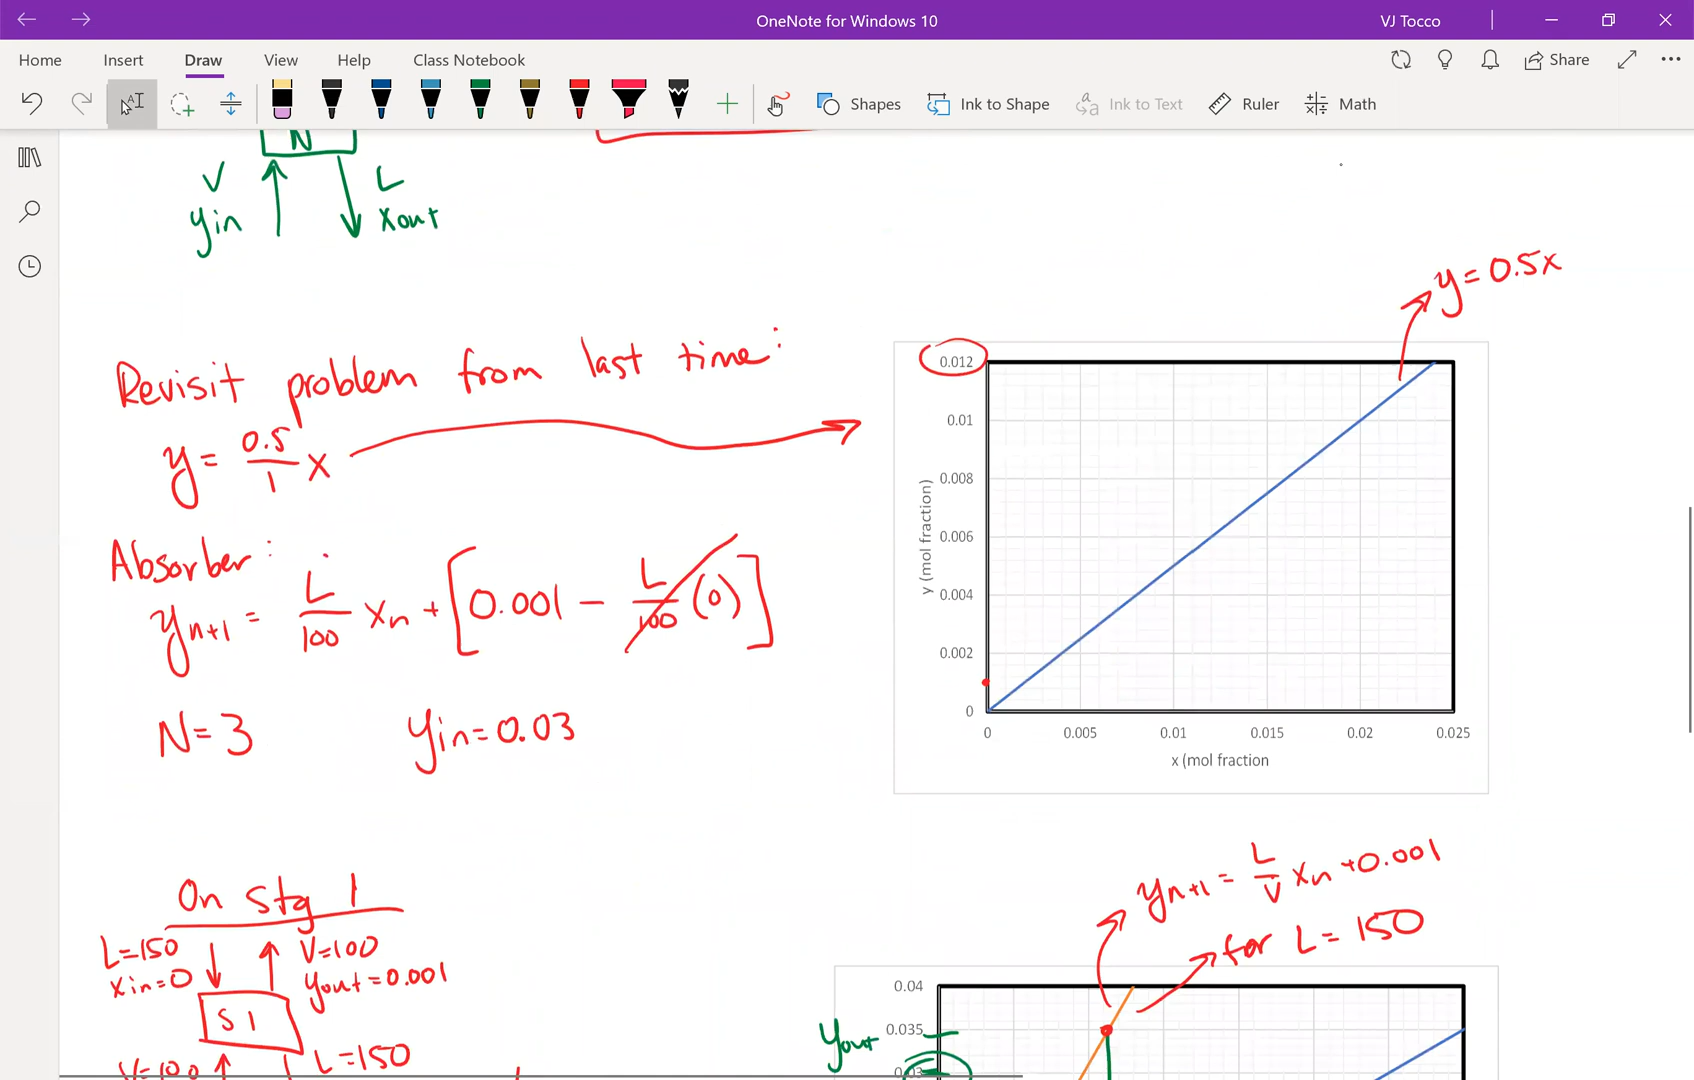 OneNote for Windows 10
VJ Tocco
Home Insert Draw View Help Class Notebook
Share
Shapes Ink to Shape Ink to Text Ruler Math
N
V
yin
L
xout
y = 0.5x
Revisit problem from last time:
y = 0.5/1 x
Absorber:
yn+1 = L/100 xn + [0.001 - L/100 (0)]
N = 3 yin = 0.03
0.012
0.01
0.008
0.006
0.004
0.002
0
y (mol fraction)
0 0.005 0.01 0.015 0.02 0.025
x (mol fraction
On Stg 1
L=150 V=100
xin=0 yout=0.001
S1
V=100 L=150
yn+1 = L/V xn + 0.001
for L = 150
0.04
yout 0.035
0.03